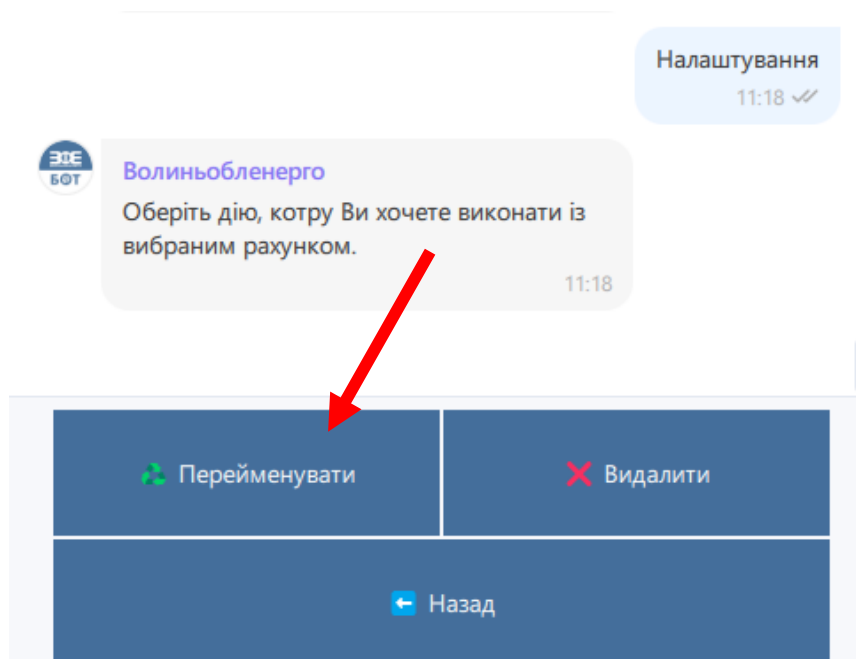 Налаштування
11:18
ЗОЕ
БОТ
Волиньобленерго
Оберіть дію, котру Ви хочете виконати із
вибраним рахунком.
11:18
Перейменувати
Видалити
Назад